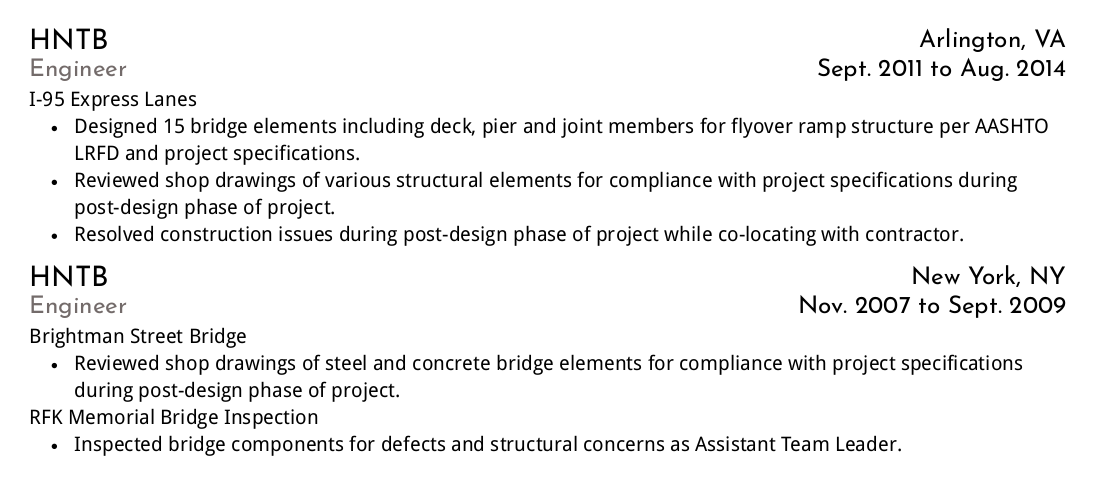 HNTB Arlington, VA
Engineer Sept. 2011 to Aug. 2014
I-95 Express Lanes
• Designed 15 bridge elements including deck, pier and joint members for flyover ramp structure per AASHTO
LRFD and project specifications.
• Reviewed shop drawings of various structural elements for compliance with project specifications during
post-design phase of project.
• Resolved construction issues during post-design phase of project while co-locating with contractor.
HNTB New York, NY
Engineer Nov. 2007 to Sept. 2009
Brightman Street Bridge
• Reviewed shop drawings of steel and concrete bridge elements for compliance with project specifications
during post-design phase of project.
RFK Memorial Bridge Inspection
• Inspected bridge components for defects and structural concerns as Assistant Team Leader.